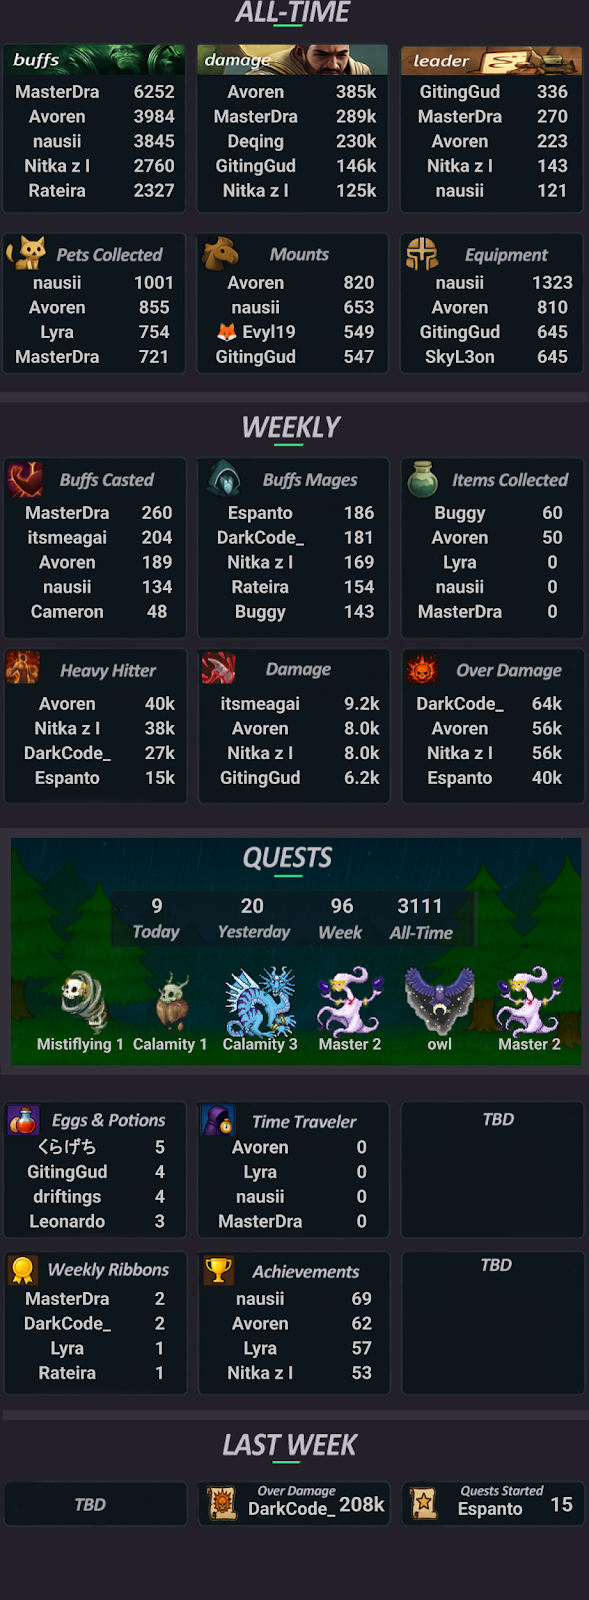 ALL-TIME
buffs
MasterDra 6252
Avoren 3984
nausii 3845
Nitka z l 2760
Rateira 2327
damage
Avoren 385k
MasterDra 289k
Deqing 230k
GitingGud 146k
Nitka z l 125k
leader
GitingGud 336
MasterDra 270
Avoren 223
Nitka z l 143
nausii 121
Pets Collected
nausii 1001
Avoren 855
Lyra 754
MasterDra 721
Mounts
Avoren 820
nausii 653
🦊 Evyl19 549
GitingGud 547
Equipment
nausii 1323
Avoren 810
GitingGud 645
SkyL3on 645
WEEKLY
Buffs Casted
MasterDra 260
itsmeagai 204
Avoren 189
nausii 134
Cameron 48
Buffs Mages
Espanto 186
DarkCode_ 181
Nitka z l 169
Rateira 154
Buggy 143
Items Collected
Buggy 60
Avoren 50
Lyra 0
nausii 0
MasterDra 0
Heavy Hitter
Avoren 40k
Nitka z l 38k
DarkCode_ 27k
Espanto 15k
Damage
itsmeagai 9.2k
Avoren 8.0k
Nitka z l 8.0k
GitingGud 6.2k
Over Damage
DarkCode_ 64k
Avoren 56k
Nitka z l 56k
Espanto 40k
QUESTS
9 20 96 3111
Today Yesterday Week All-Time
Mistiflying 1 Calamity 1 Calamity 3 Master 2 owl Master 2
Eggs & Potions
くらげち 5
GitingGud 4
driftings 4
Leonardo 3
Time Traveler
Avoren 0
Lyra 0
nausii 0
MasterDra 0
TBD
Weekly Ribbons
MasterDra 2
DarkCode_ 2
Lyra 1
Rateira 1
Achievements
nausii 69
Avoren 62
Lyra 57
Nitka z l 53
TBD
LAST WEEK
TBD
Over Damage
DarkCode_ 208k
Quests Started
Espanto 15